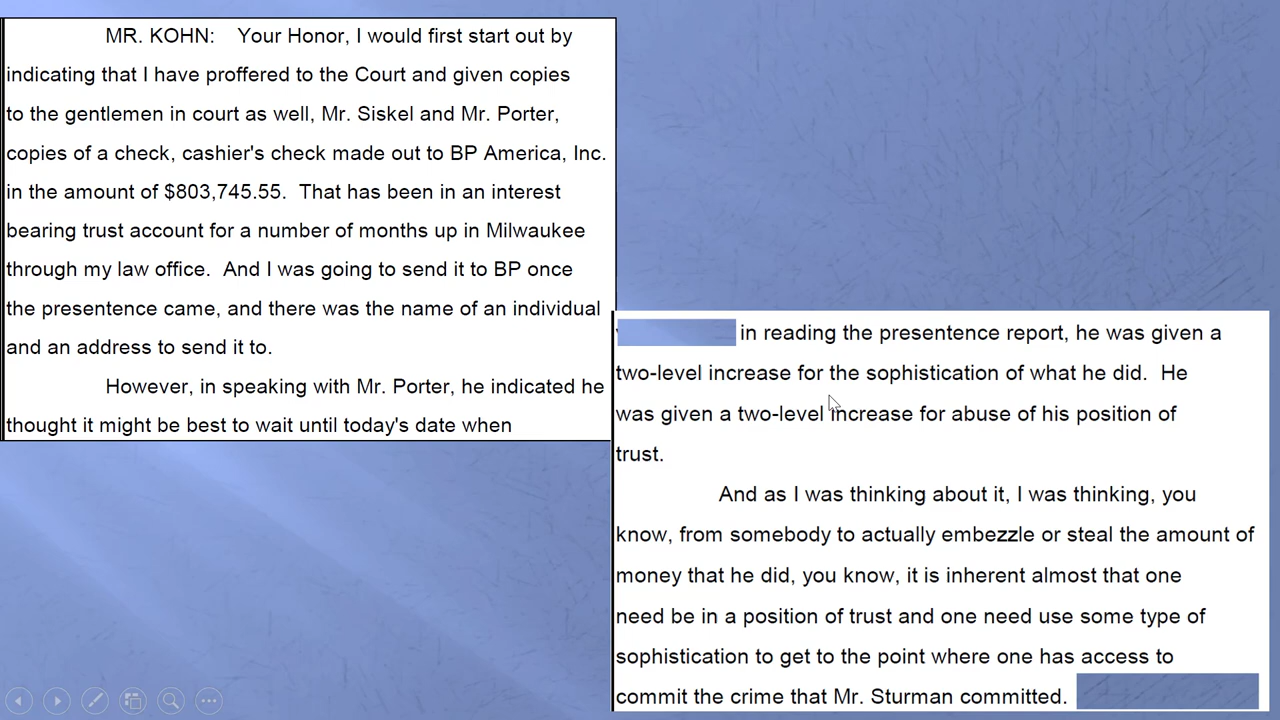 MR. KOHN: Your Honor, I would first start out by
indicating that I have proffered to the Court and given copies
to the gentlemen in court as well, Mr. Siskel and Mr. Porter,
copies of a check, cashier's check made out to BP America, Inc.
in the amount of $803,745.55. That has been in an interest
bearing trust account for a number of months up in Milwaukee
through my law office. And I was going to send it to BP once
the presentence came, and there was the name of an individual
and an address to send it to.
However, in speaking with Mr. Porter, he indicated he
thought it might be best to wait until today's date when
in reading the presentence report, he was given a
two-level increase for the sophistication of what he did. He
was given a two-level increase for abuse of his position of
trust.
And as I was thinking about it, I was thinking, you
know, from somebody to actually embezzle or steal the amount of
money that he did, you know, it is inherent almost that one
need be in a position of trust and one need use some type of
sophistication to get to the point where one has access to
commit the crime that Mr. Sturman committed.